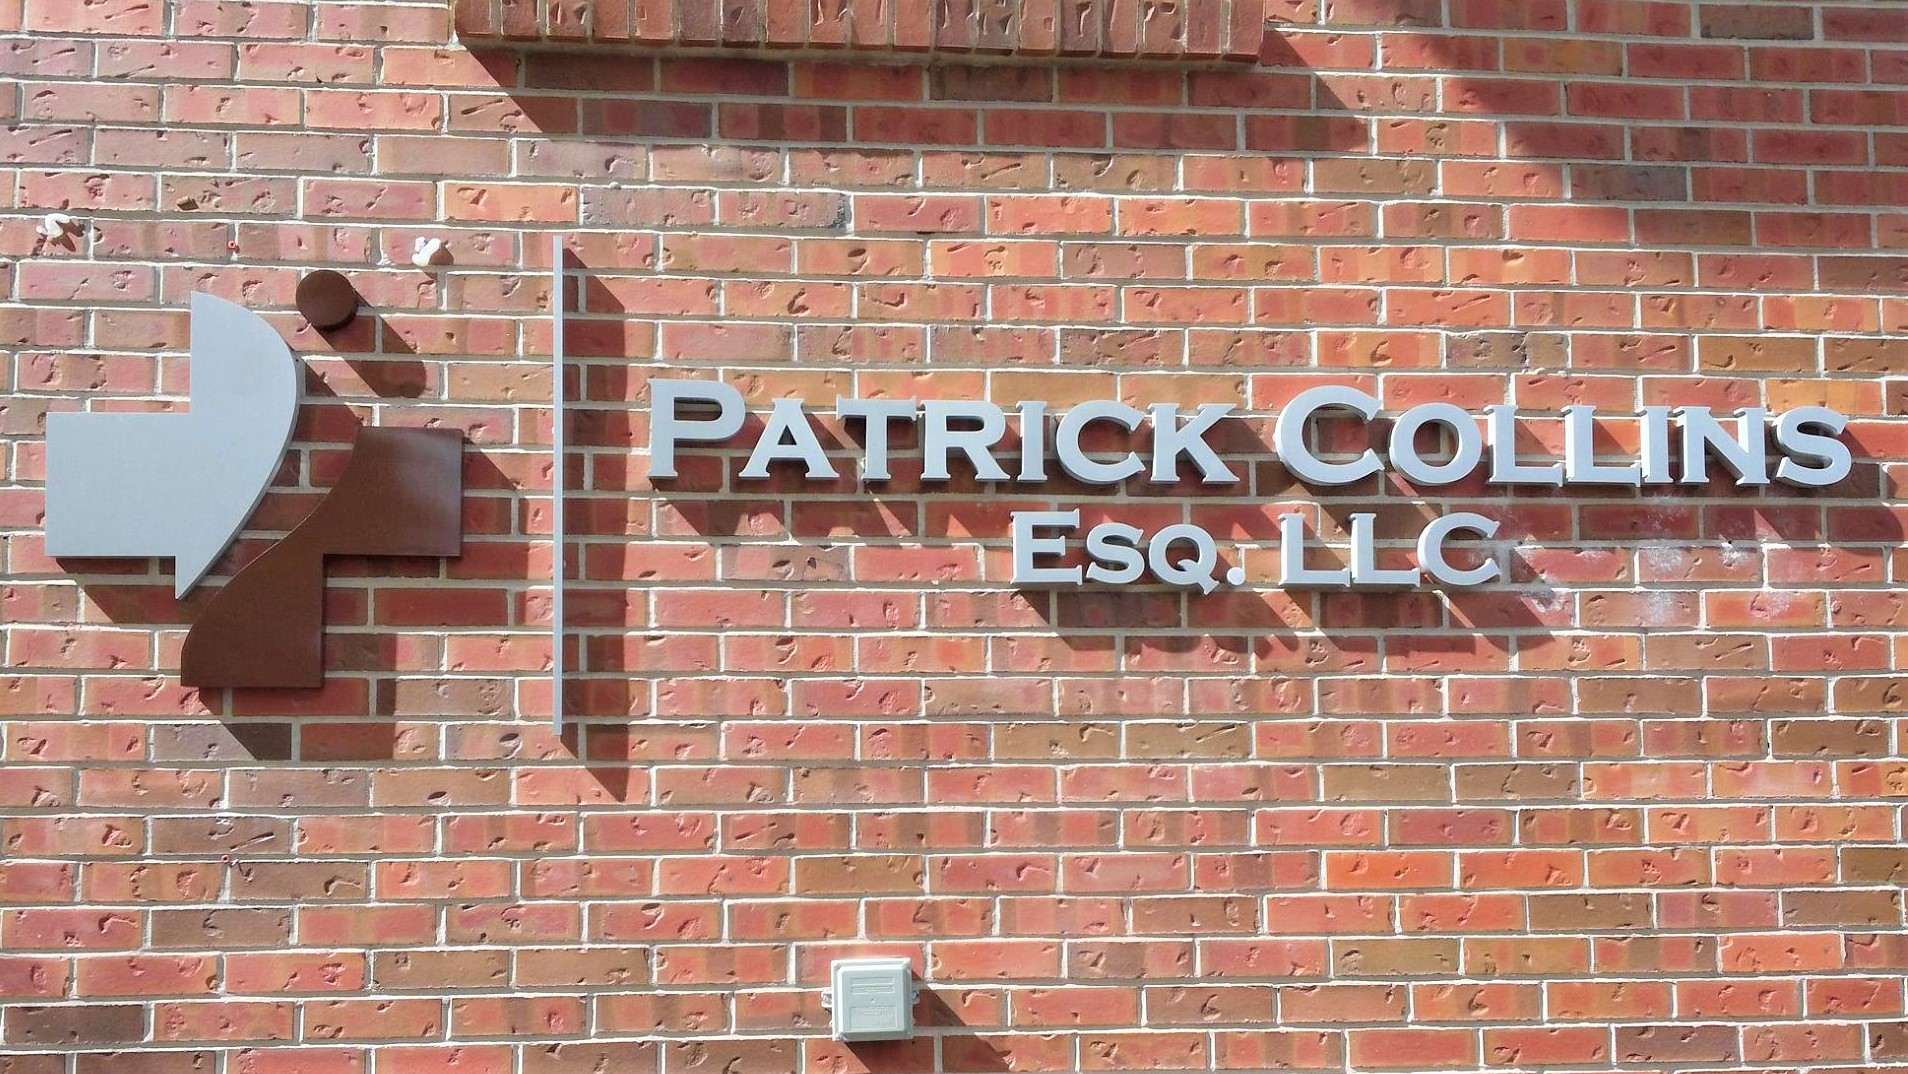 Patrick Collins
Esq. LLC